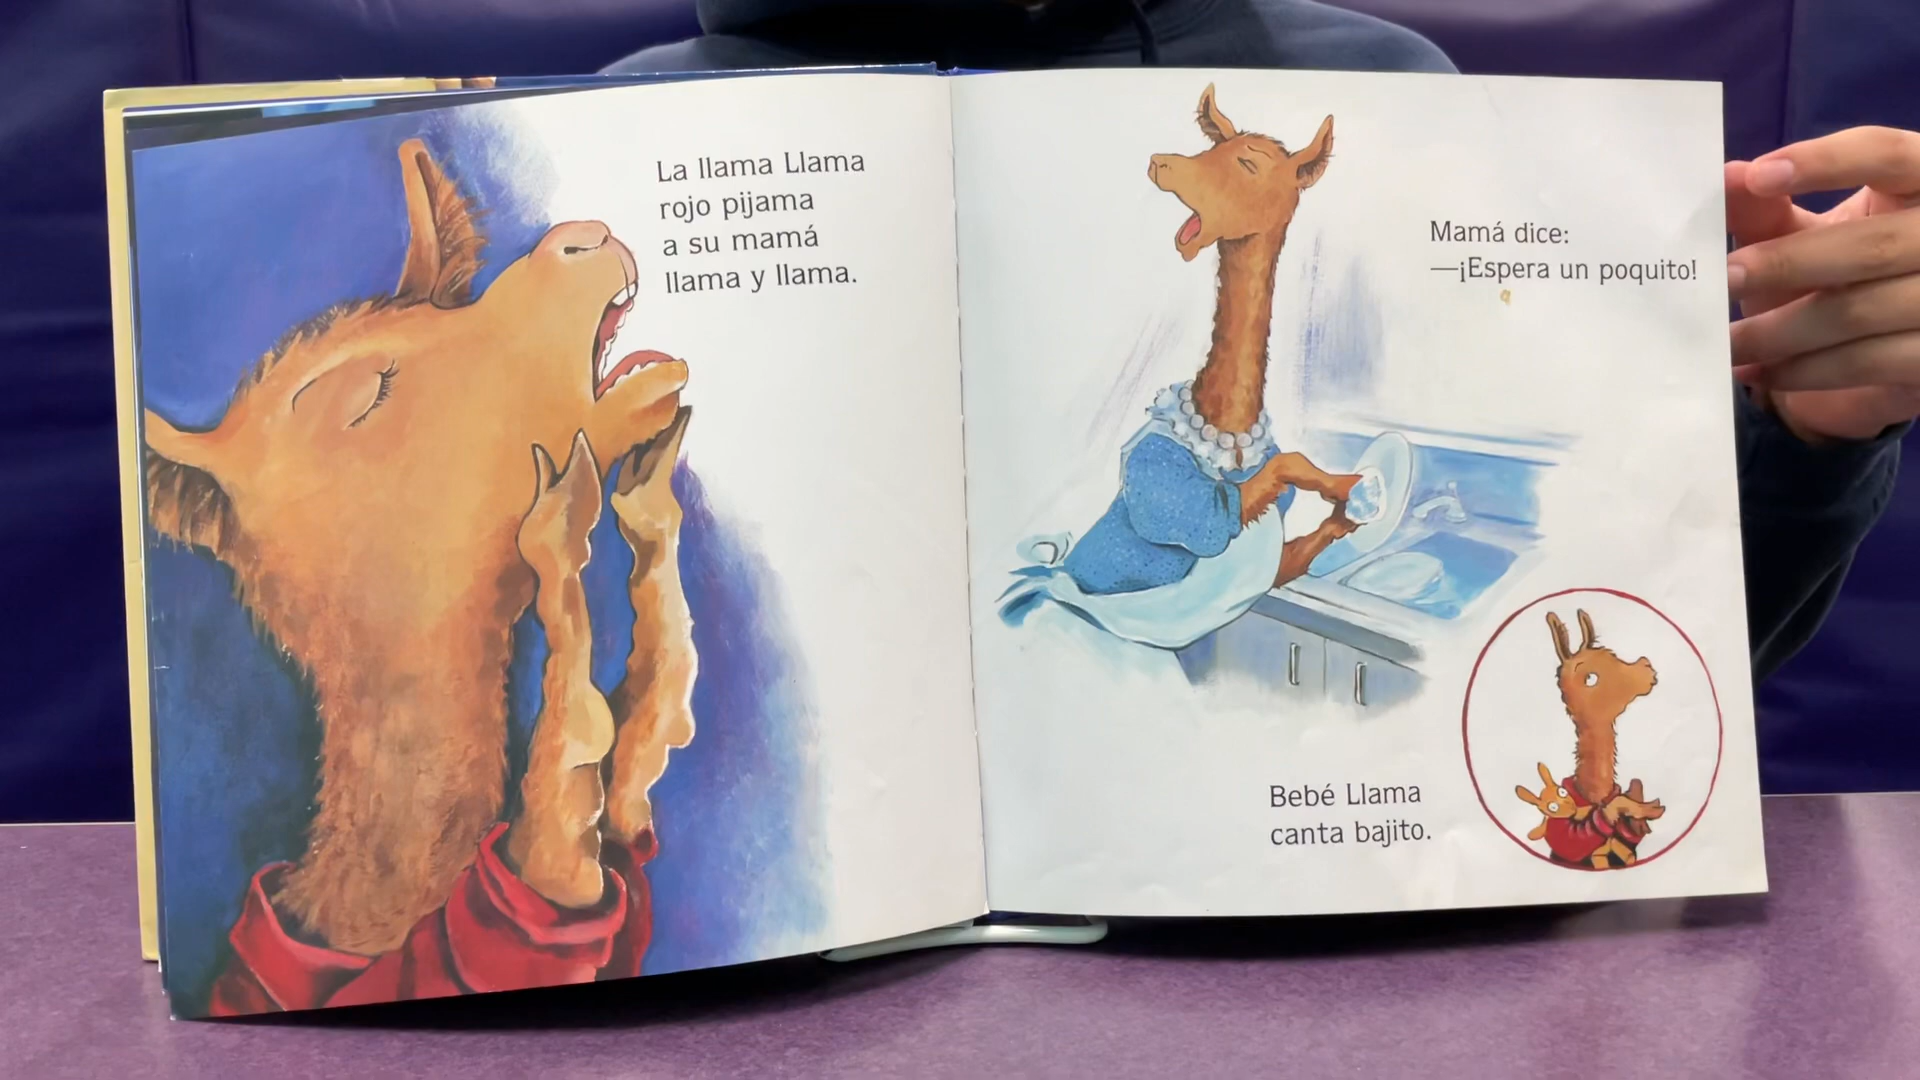 La llama Llama
rojo pijama
a su mamá
llama y llama.
Mamá dice:
—¡Espera un poquito!
Bebé Llama
canta bajito.